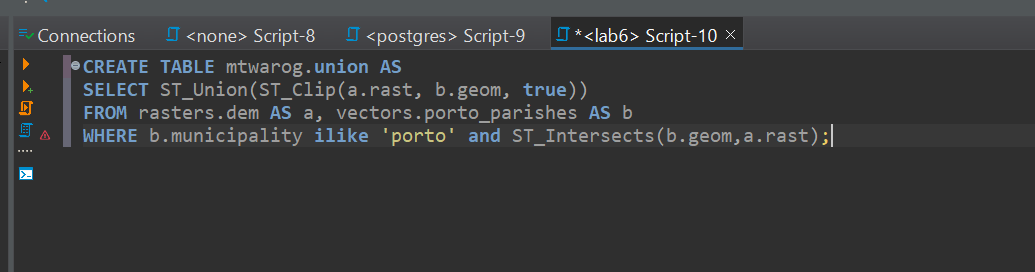 Connections <none> Script-8 <postgres> Script-9 *<lab6> Script-10
CREATE TABLE mtwarog.union AS
SELECT ST_Union(ST_Clip(a.rast, b.geom, true))
FROM rasters.dem AS a, vectors.porto_parishes AS b
WHERE b.municipality ilike 'porto' and ST_Intersects(b.geom,a.rast);